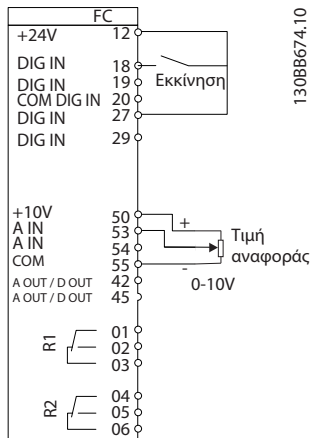 FC
+24V 12
DIG IN 18
DIG IN 19
COM DIG IN 20
DIG IN 27
DIG IN 29
Εκκίνηση
130BB674.10
+10V 50
A IN 53
A IN 54
COM 55
A OUT / D OUT 42
A OUT / D OUT 45
+
-
Τιμή
αναφοράς
0-10V
R1
01
02
03
R2
04
05
06